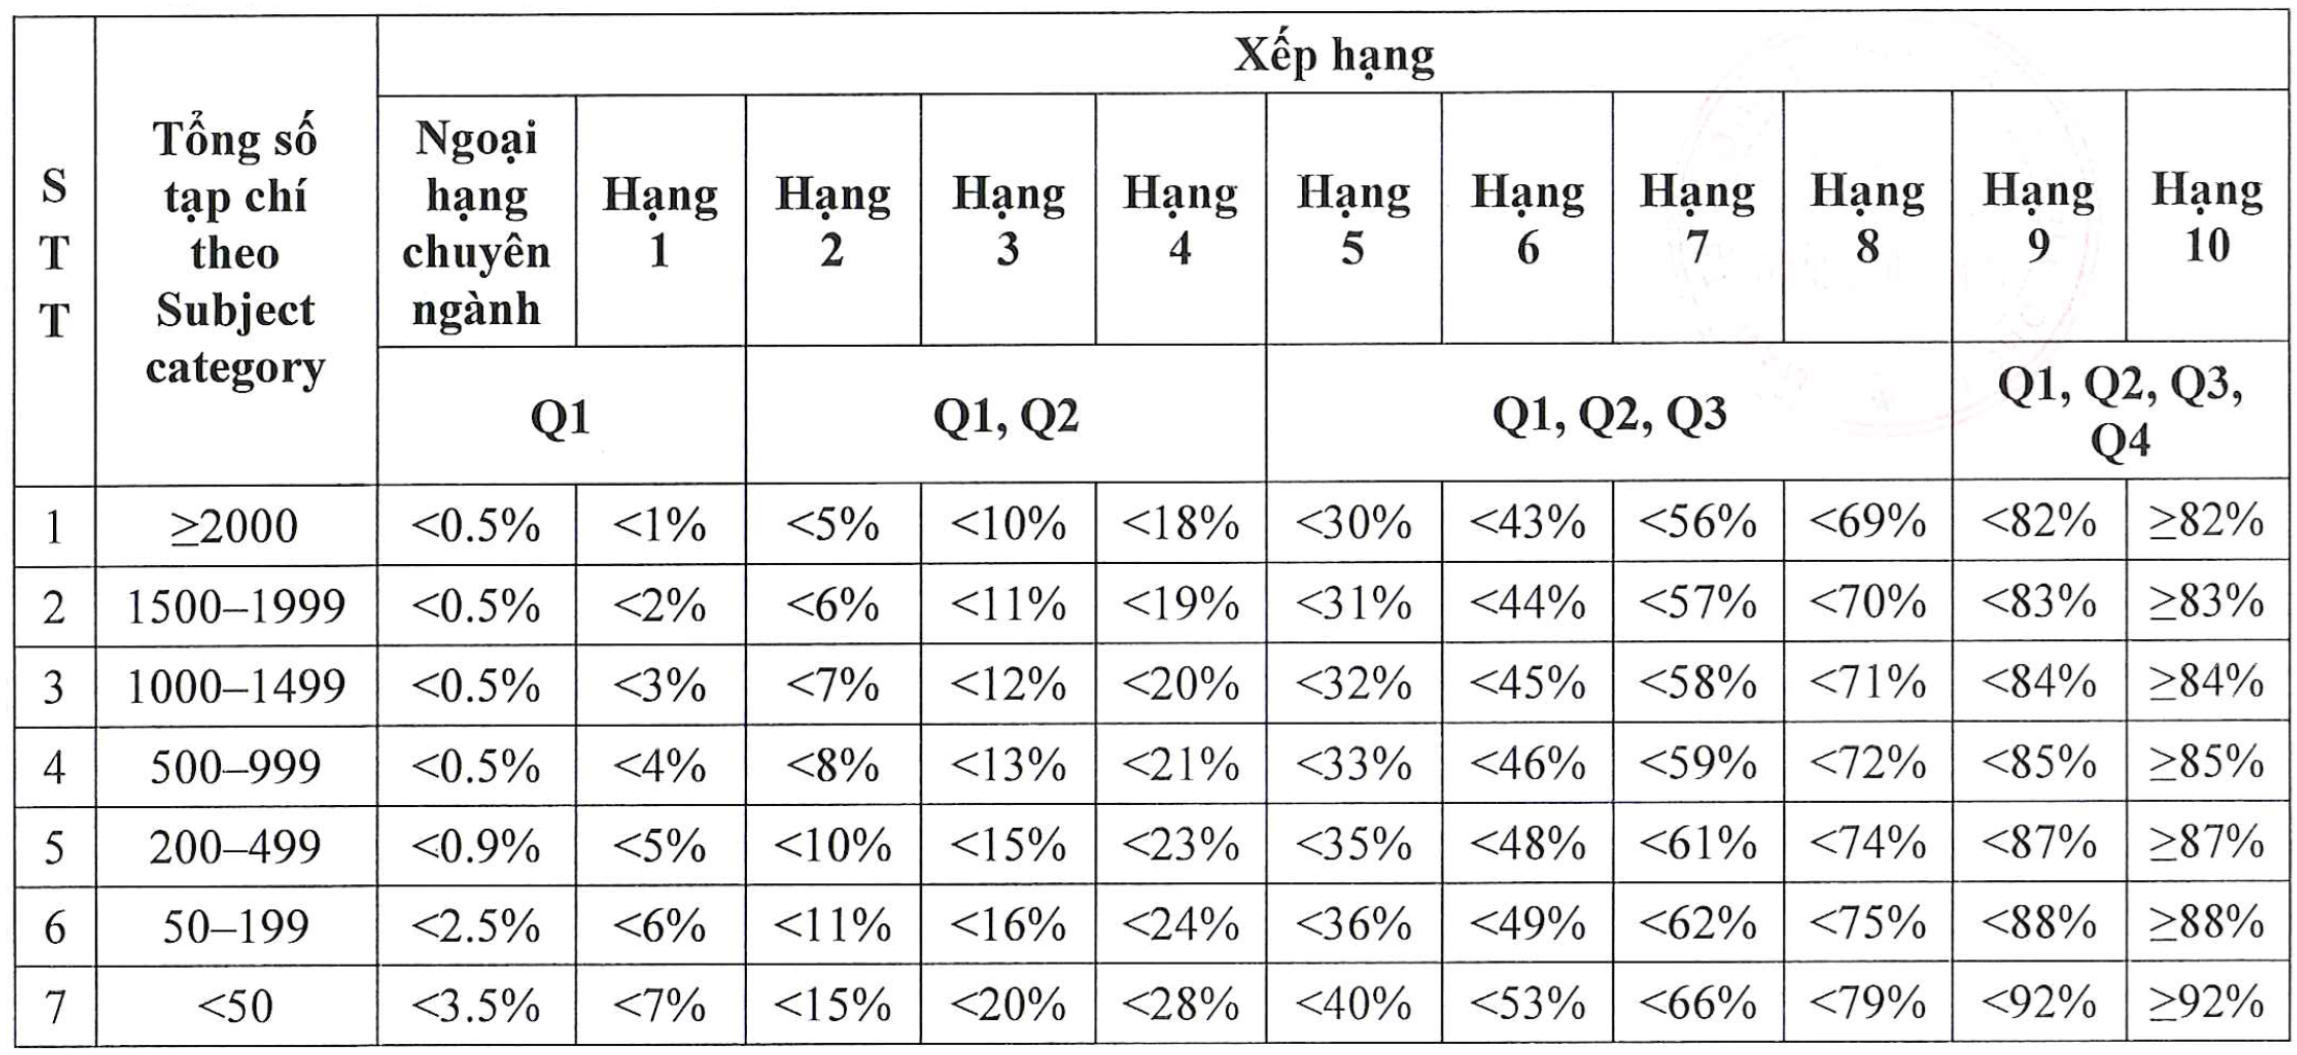 STT
Tổng số tạp chí theo Subject category
Xếp hạng
Ngoại hạng chuyên ngành
Hạng 1
Hạng 2
Hạng 3
Hạng 4
Hạng 5
Hạng 6
Hạng 7
Hạng 8
Hạng 9
Hạng 10
Q1
Q1, Q2
Q1, Q2, Q3
Q1, Q2, Q3, Q4
1 ≥2000 <0.5% <1% <5% <10% <18% <30% <43% <56% <69% <82% ≥82%
2 1500–1999 <0.5% <2% <6% <11% <19% <31% <44% <57% <70% <83% ≥83%
3 1000–1499 <0.5% <3% <7% <12% <20% <32% <45% <58% <71% <84% ≥84%
4 500–999 <0.5% <4% <8% <13% <21% <33% <46% <59% <72% <85% ≥85%
5 200–499 <0.9% <5% <10% <15% <23% <35% <48% <61% <74% <87% ≥87%
6 50–199 <2.5% <6% <11% <16% <24% <36% <49% <62% <75% <88% ≥88%
7 <50 <3.5% <7% <15% <20% <28% <40% <53% <66% <79% <92% ≥92%